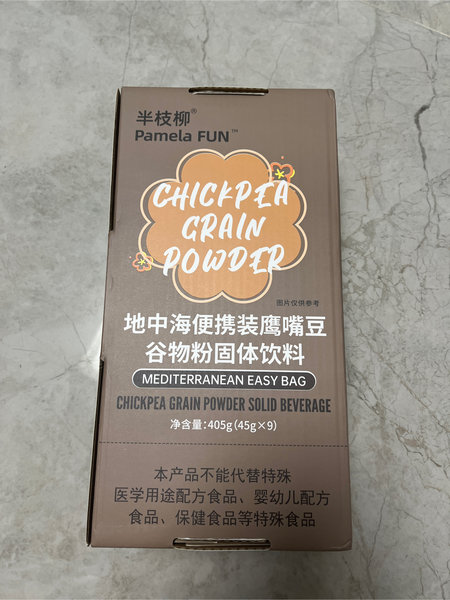 半枝柳®
Pamela FUN™
CHICKPEA
GRAIN
POWDER
图片仅供参考
地中海便携装鹰嘴豆
谷物粉固体饮料
MEDITERRANEAN EASY BAG
CHICKPEA GRAIN POWDER SOLID BEVERAGE
净含量:405g(45g×9)
本产品不能代替特殊
医学用途配方食品、婴幼儿配方
食品、保健食品等特殊食品